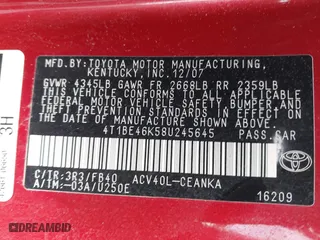 MFD.BY:TOYOTA MOTOR MANUFACTURING,
KENTUCKY,INC.12/07
GVWR 4345LB GAWR FR 2668LB RR 2359LB
THIS VEHICLE CONFORMS TO ALL APPLICABLE
FEDERAL MOTOR VEHICLE SAFETY, BUMPER,
AND THEFT PREVENTION STANDARDS IN EFFECT
ON THE DATE OF MANUFACTURE SHOWN ABOVE.
4T1BE46K58U245645 PASS.CAR
C/TR:3R3/FB40 ACV40L-CEANKA
A/TM:-03A/U250E
TOYOTA
16209
3H
BIDFAX